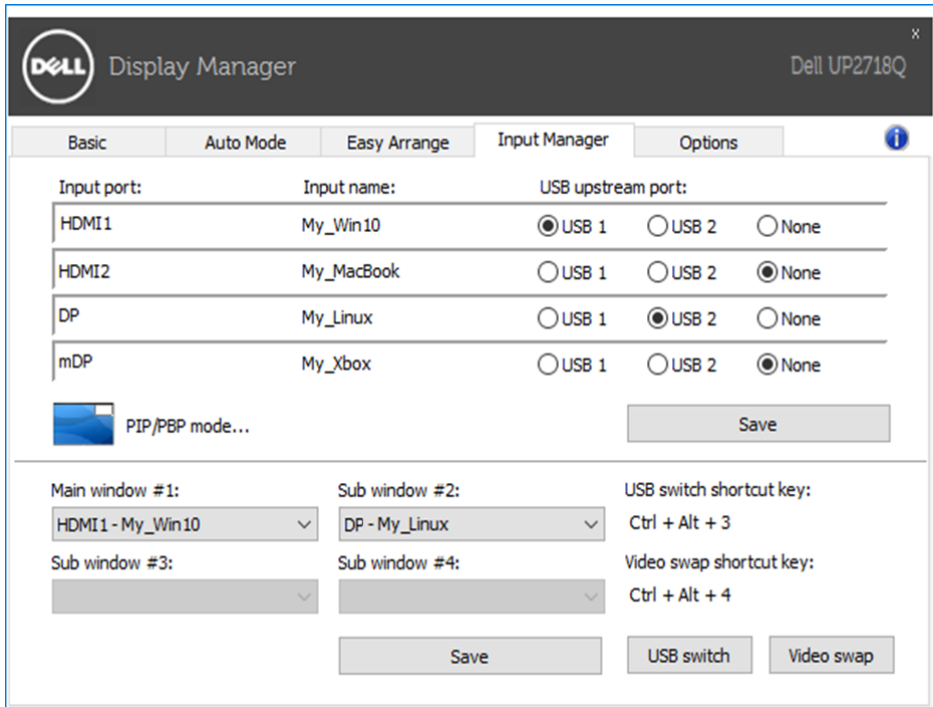 x
DELL Display Manager Dell UP2718Q
Basic Auto Mode Easy Arrange Input Manager Options i
Input port: Input name: USB upstream port:
HDMI1 My_Win10 USB 1 USB 2 None
HDMI2 My_MacBook USB 1 USB 2 None
DP My_Linux USB 1 USB 2 None
mDP My_Xbox USB 1 USB 2 None
PIP/PBP mode... Save
Main window #1: Sub window #2: USB switch shortcut key:
HDMI1 - My_Win10 DP - My_Linux Ctrl + Alt + 3
Sub window #3: Sub window #4: Video swap shortcut key:
Ctrl + Alt + 4
Save USB switch Video swap